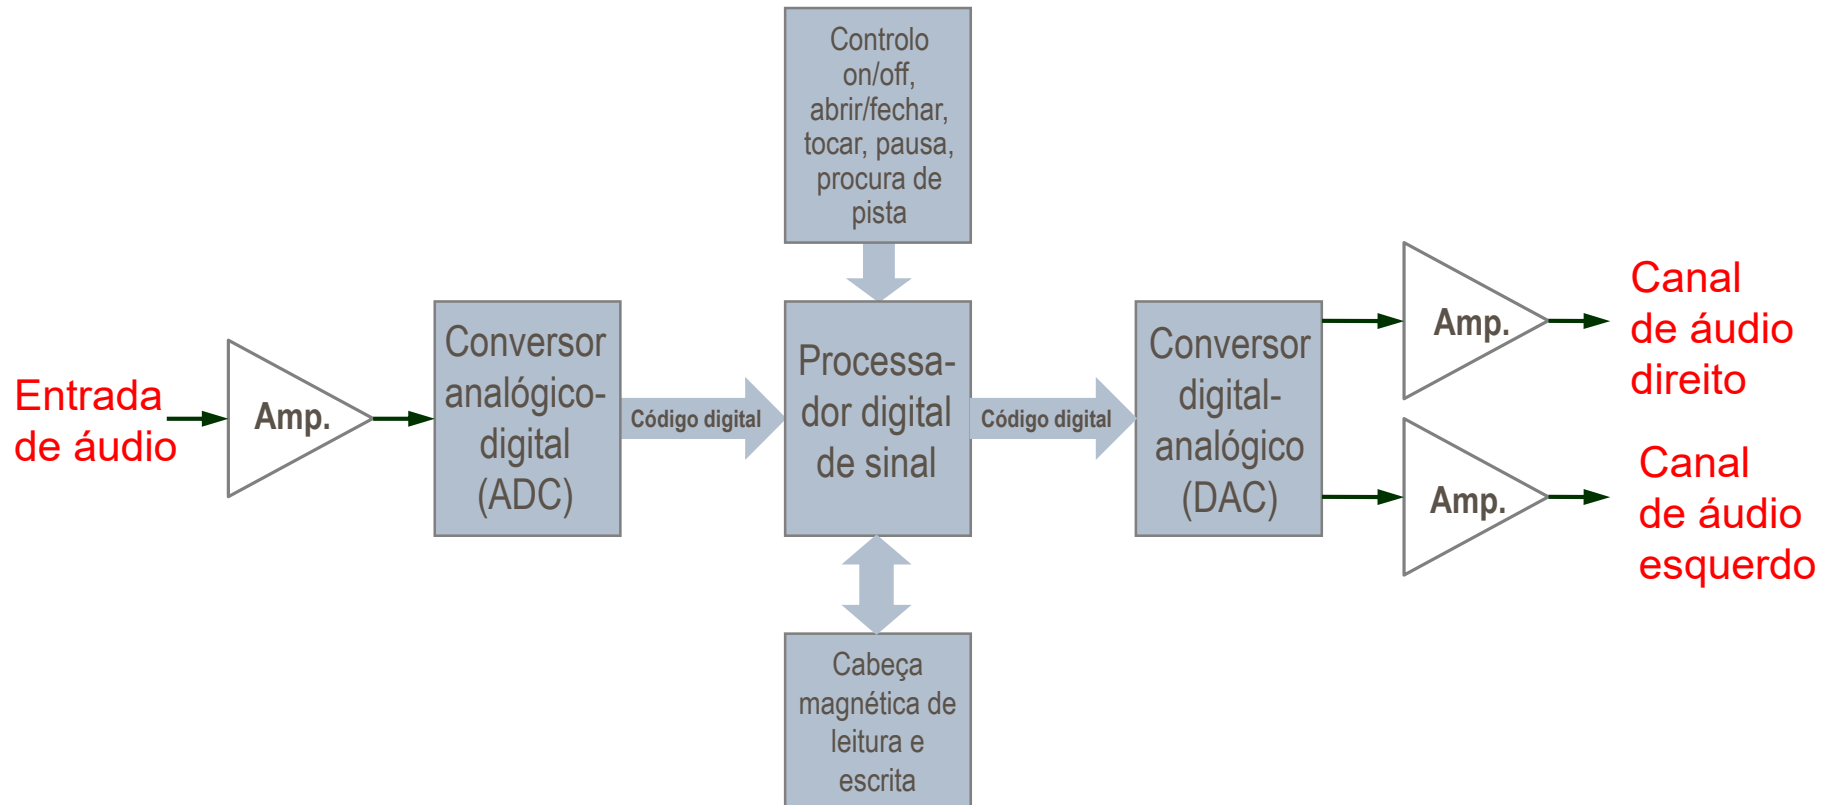 Controlo
on/off,
abrir/fechar,
tocar, pausa,
procura de
pista
Entrada
de áudio
Amp.
Conversor
analógico-
digital
(ADC)
Código digital
Processa-
dor digital
de sinal
Código digital
Conversor
digital-
analógico
(DAC)
Amp.
Canal
de áudio
direito
Amp.
Canal
de áudio
esquerdo
Cabeça
magnética de
leitura e
escrita